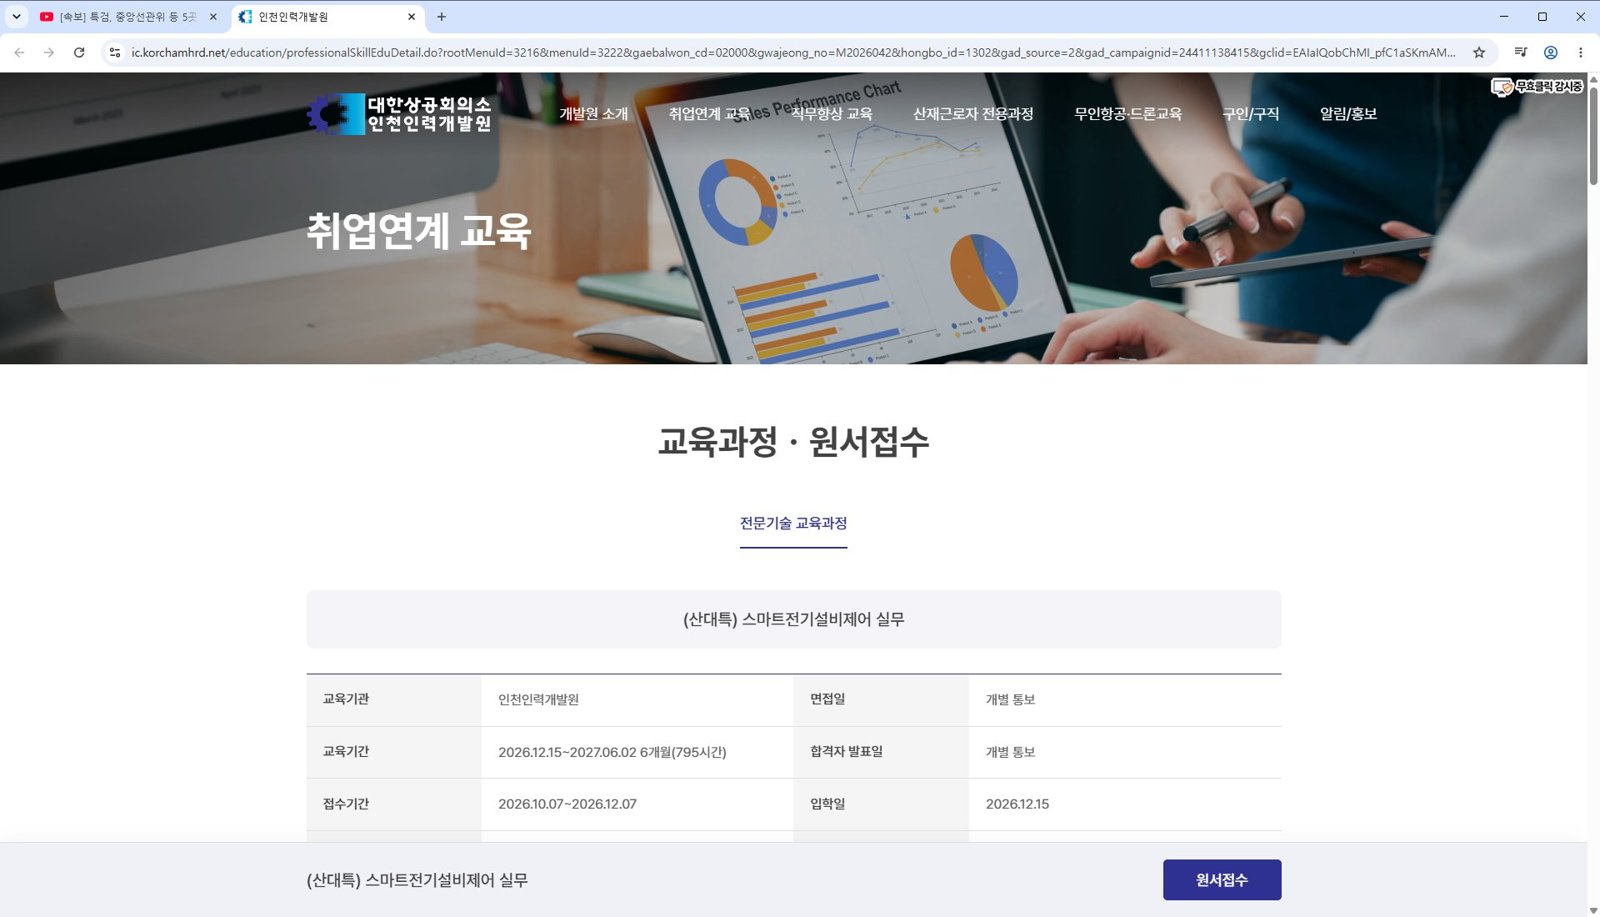 [속보] 특검, 중앙선관위 등 5곳
인천인력개발원
ic.korchamhrd.net/education/professionalSkillEduDetail.do?rootMenuId=3216&menuId=3222&gaebalwon_cd=02000&gwajeong_no=M2026042&hongbo_id=1302&gad_source=2&gad_campaignid=24411138415&gclid=EAIaIQobChMI_pfC1aSKmAM...
무효클릭 감시중
대한상공회의소
인천인력개발원
개발원 소개 취업연계 교육 직무향상 교육 산재근로자 전용과정 무인항공·드론교육 구인/구직 알림/홍보
Sales Performance Chart
취업연계 교육
교육과정 · 원서접수
전문기술 교육과정
(산대특) 스마트전기설비제어 실무
교육기관 인천인력개발원 면접일 개별 통보
교육기간 2026.12.15~2027.06.02 6개월(795시간) 합격자 발표일 개별 통보
접수기간 2026.10.07~2026.12.07 입학일 2026.12.15
(산대특) 스마트전기설비제어 실무 원서접수